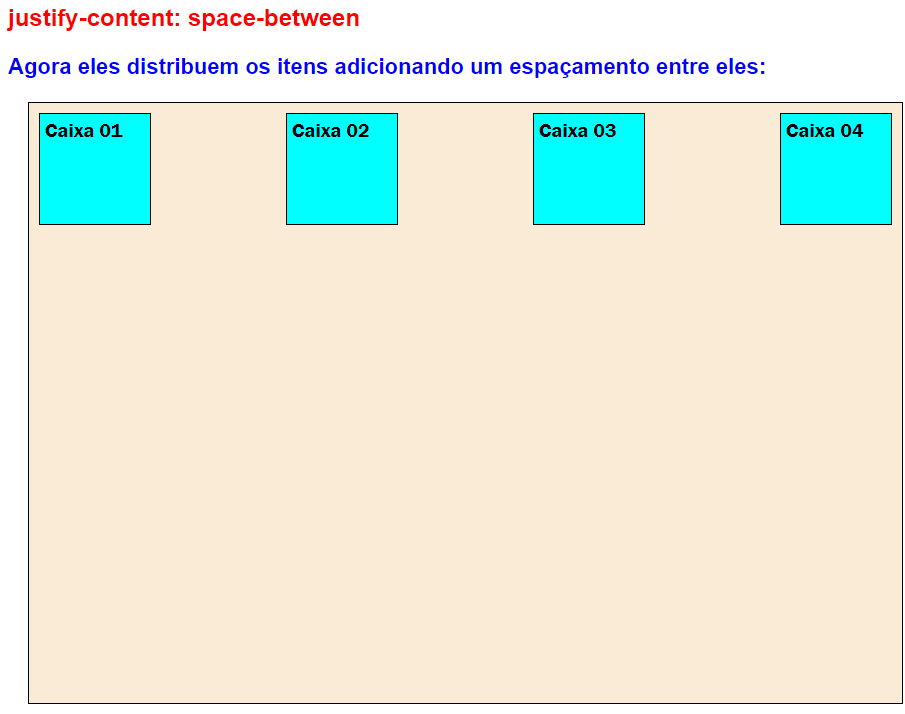 justify-content: space-between
Agora eles distribuem os itens adicionando um espaçamento entre eles:
Caixa 01 Caixa 02 Caixa 03 Caixa 04